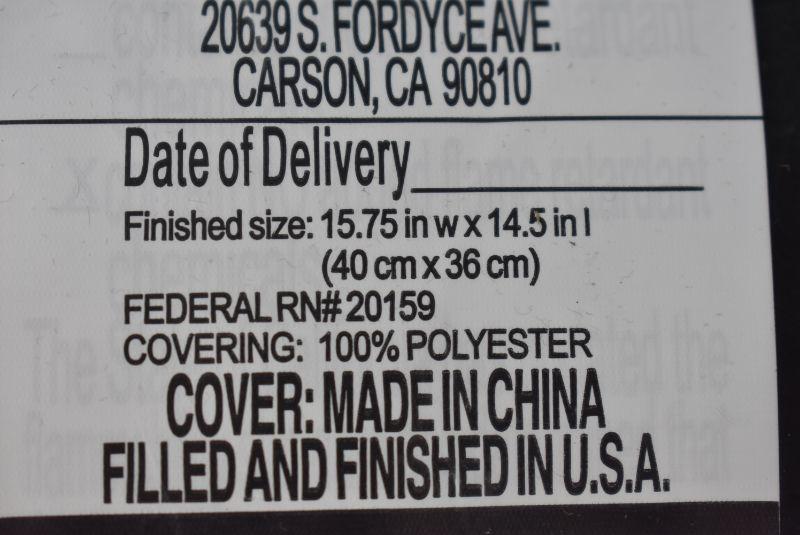 20639 S. FORDYCE AVE.
CARSON, CA 90810
Date of Delivery
Finished size: 15.75 in w x 14.5 in l
(40 cm x 36 cm)
FEDERAL RN# 20159
COVERING: 100% POLYESTER
COVER: MADE IN CHINA
FILLED AND FINISHED IN U.S.A.